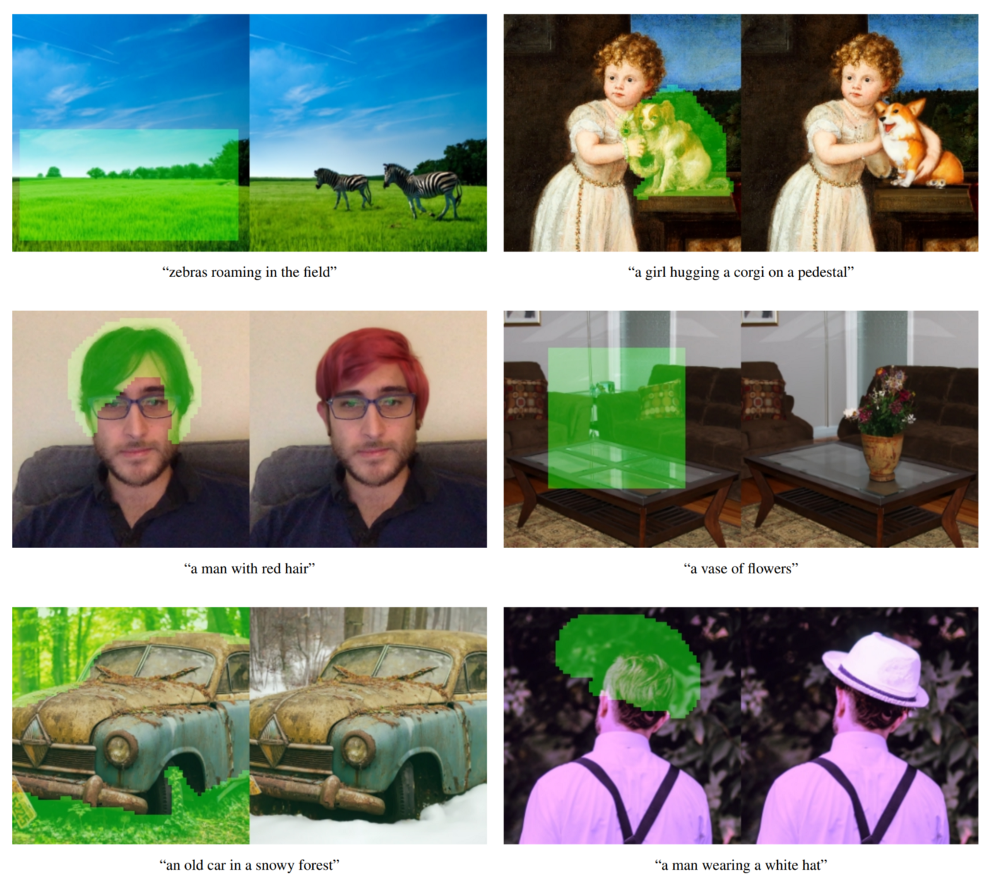 “zebras roaming in the field”
“a girl hugging a corgi on a pedestal”
“a man with red hair”
“a vase of flowers”
“an old car in a snowy forest”
“a man wearing a white hat”